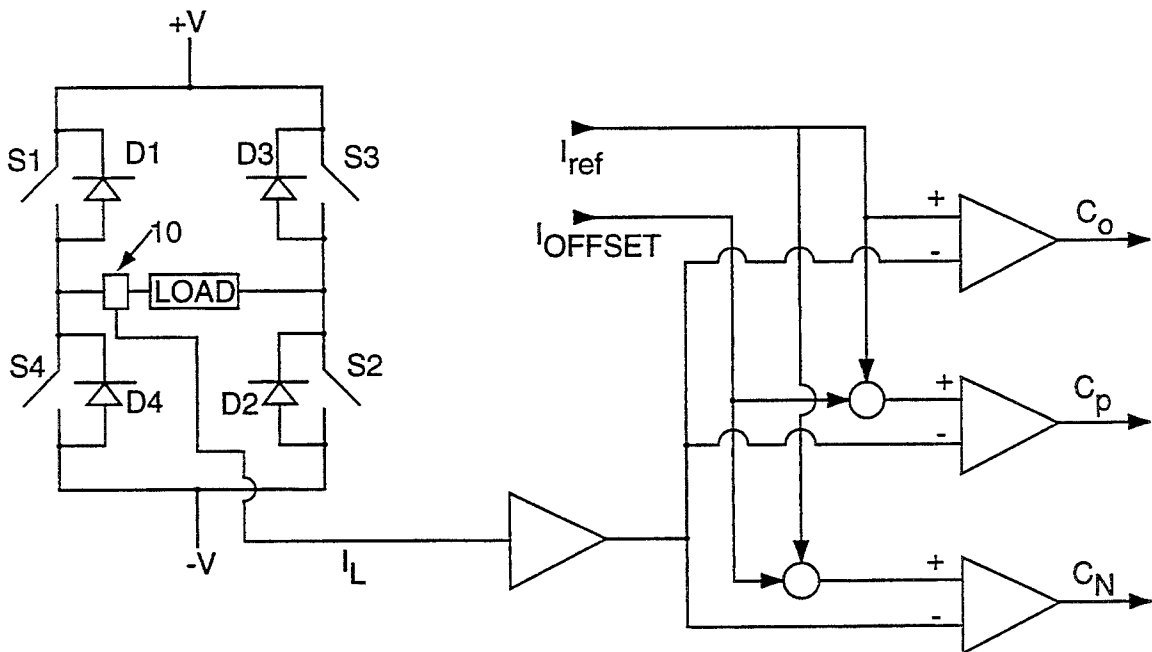 +V
S1
D1
D3
S3
10
LOAD
S4
D4
D2
S2
-V
I_L
I_ref
I_OFFSET
+
-
C_o
+
-
C_p
+
-
C_N